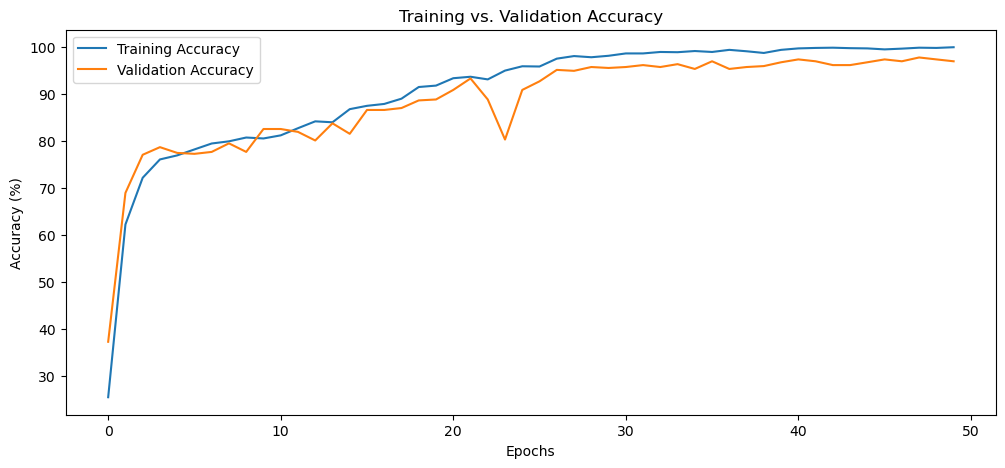 Training vs. Validation Accuracy
Training Accuracy
Validation Accuracy
100
90
80
70
60
50
40
30
Accuracy (%)
0 10 20 30 40 50
Epochs